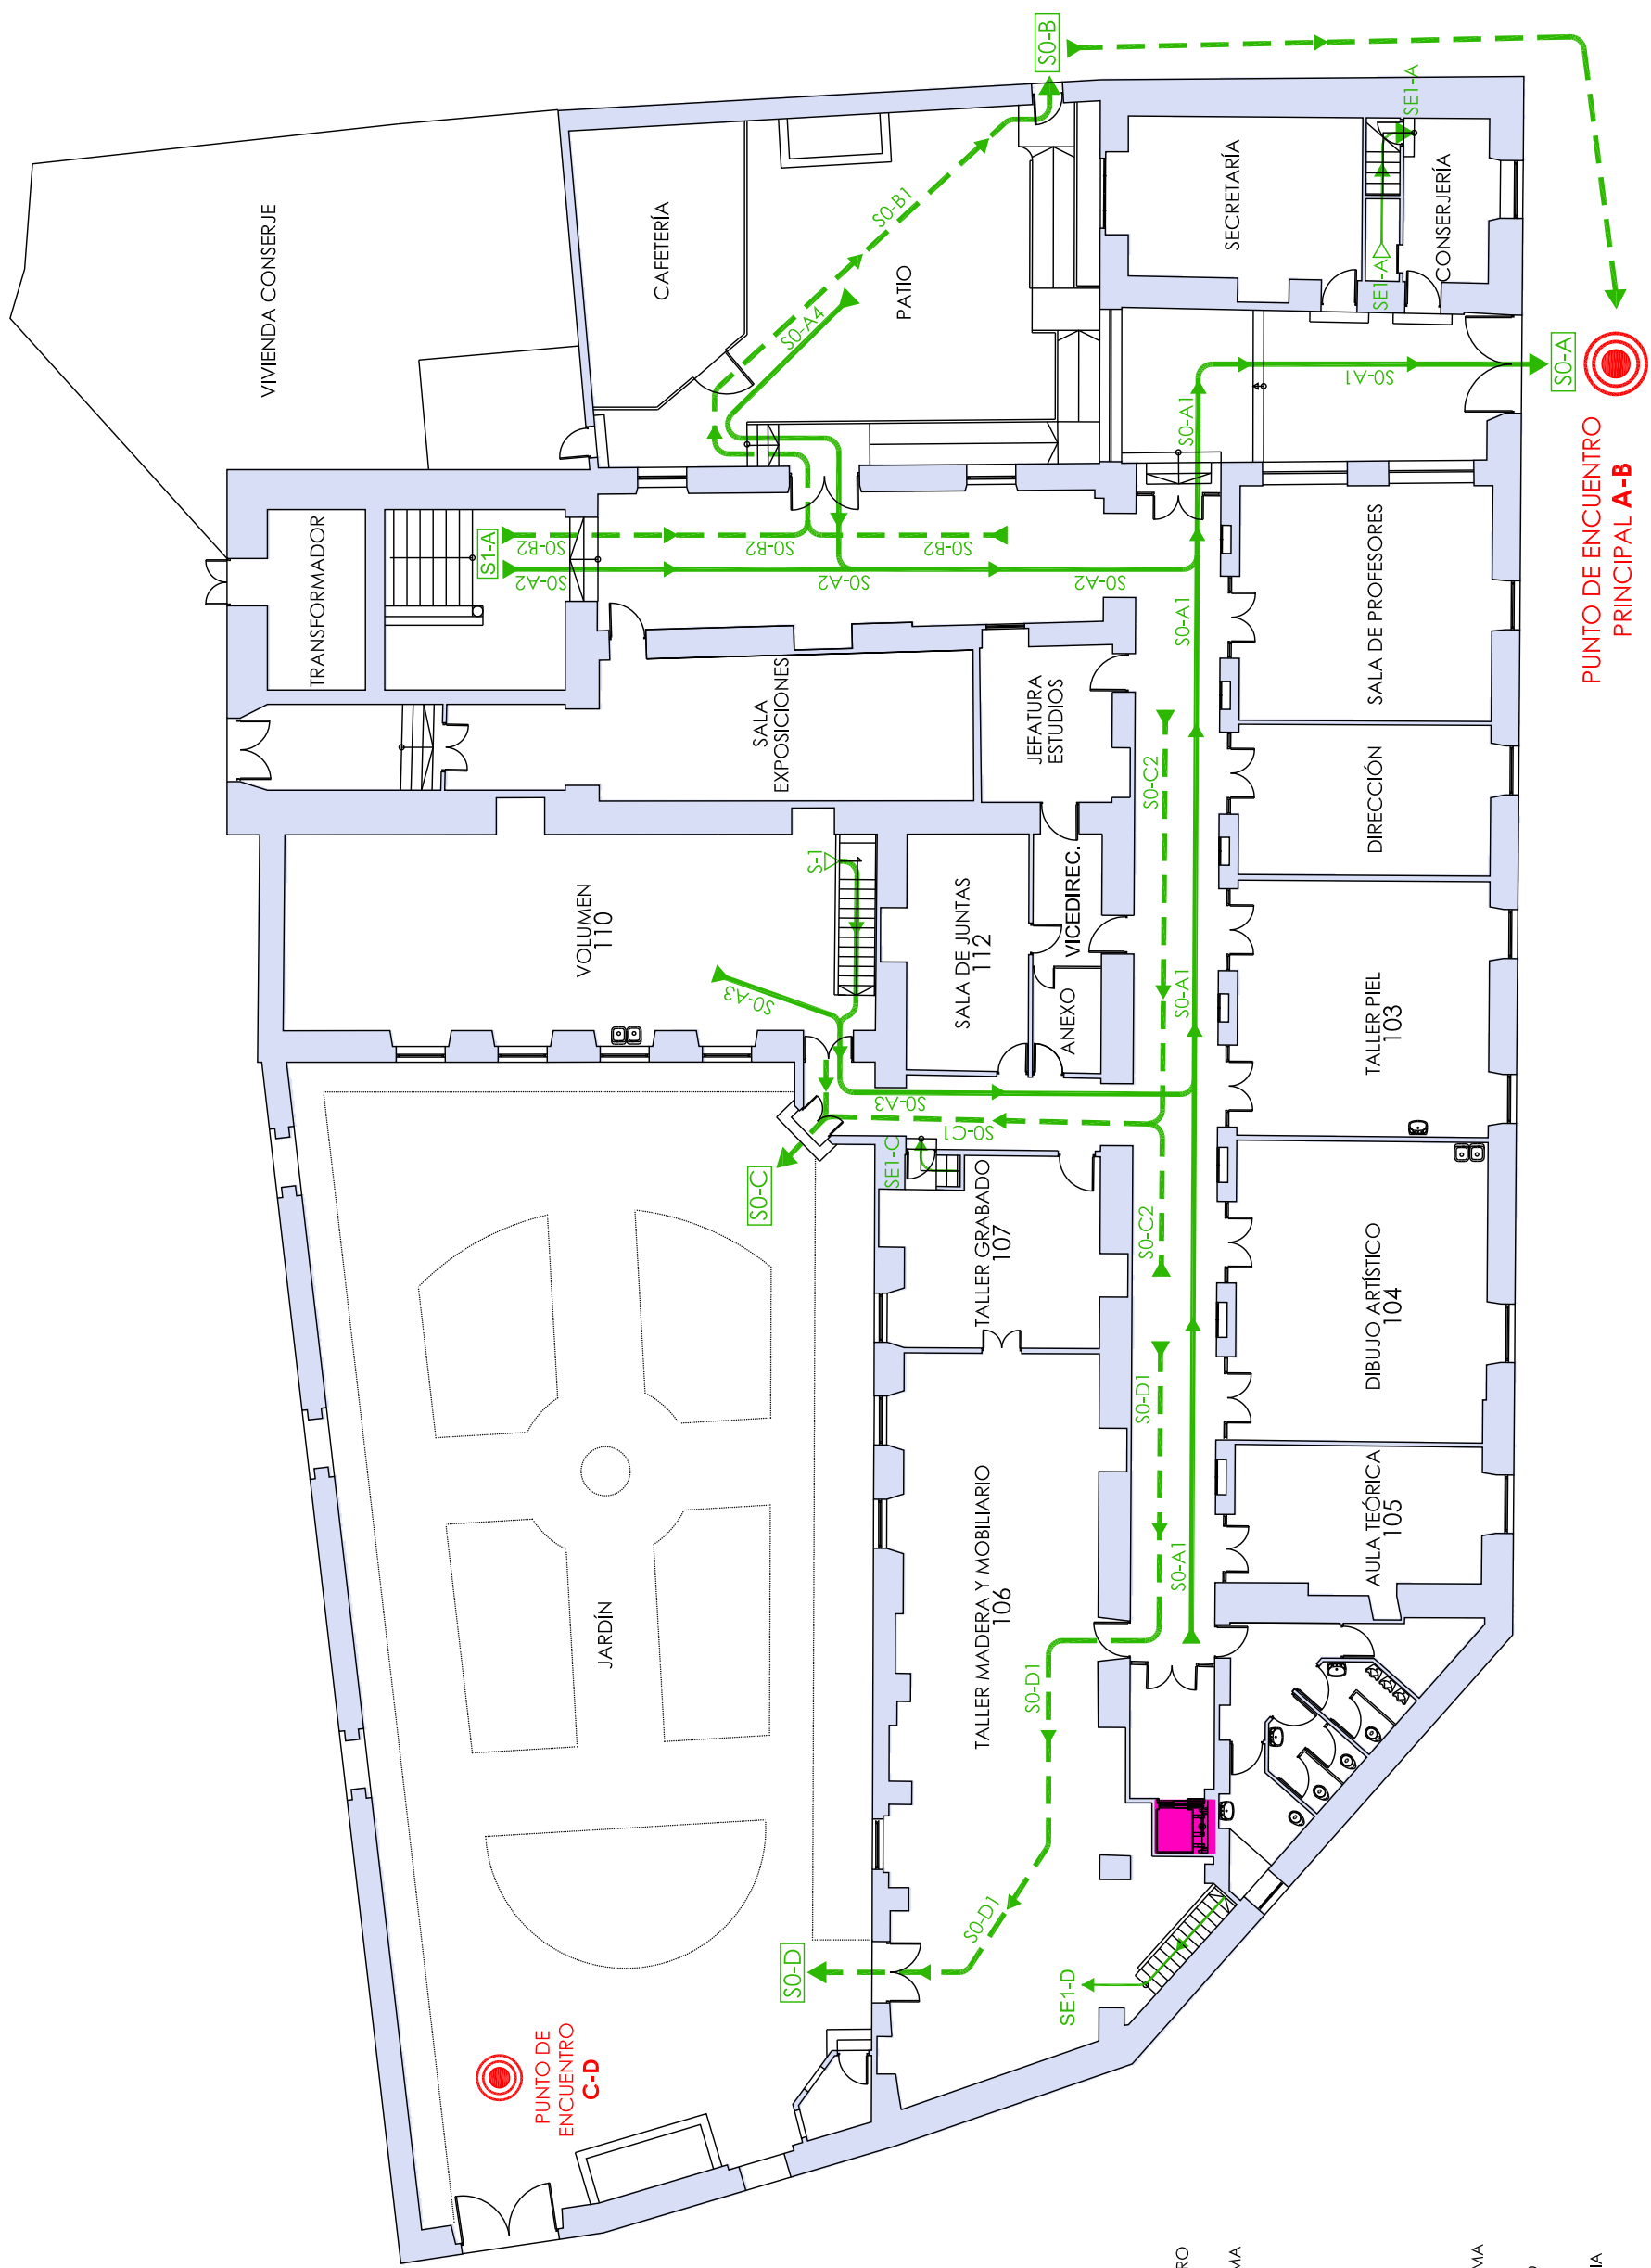 VIVIENDA CONSERJE
CAFETERÍA
PATIO
SECRETARÍA
CONSERJERÍA
S0-B
SE1-A
SE1-A
S0-B1
S0-A4
S0-A1
S0-A1
S0-A
PUNTO DE ENCUENTRO
PRINCIPAL A-B
TRANSFORMADOR
S1-A
S0-B2
S0-B2
S0-B2
S0-A2
S0-A2
S0-A2
S0-A1
SALA
EXPOSICIONES
JEFATURA
ESTUDIOS
SALA DE PROFESORES
DIRECCIÓN
S0-C2
VOLUMEN
110
S-1
S0-A3
SALA DE JUNTAS
112
VICEDIREC.
ANEXO
S0-A1
TALLER PIEL
103
S0-A3
S0-C1
SE1-C
S0-C
TALLER GRABADO
107
S0-C2
DIBUJO ARTÍSTICO
104
S0-D1
JARDÍN
TALLER MADERA Y MOBILIARIO
106
S0-A1
AULA TEÓRICA
105
S0-D1
S0-D1
S0-D
SE1-D
PUNTO DE
ENCUENTRO
C-D